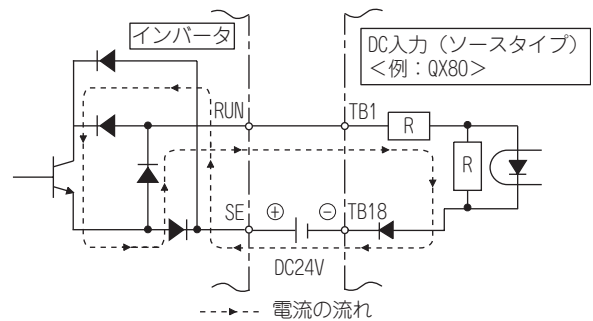 インバータ
DC入力（ソースタイプ）
＜例：QX80＞
RUN
TB1
R
R
SE
⊕
⊖
TB18
DC24V
電流の流れ